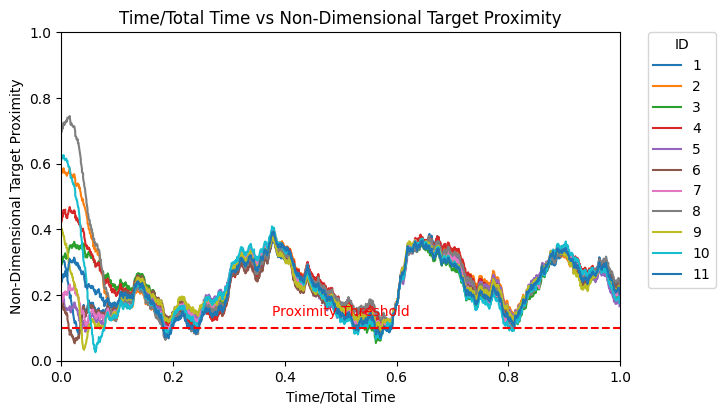 Time/Total Time vs Non-Dimensional Target Proximity
Non-Dimensional Target Proximity
1.0
0.8
0.6
0.4
0.2
0.0
Proximity Threshold
0.0 0.2 0.4 0.6 0.8 1.0
Time/Total Time
ID
1
2
3
4
5
6
7
8
9
10
11